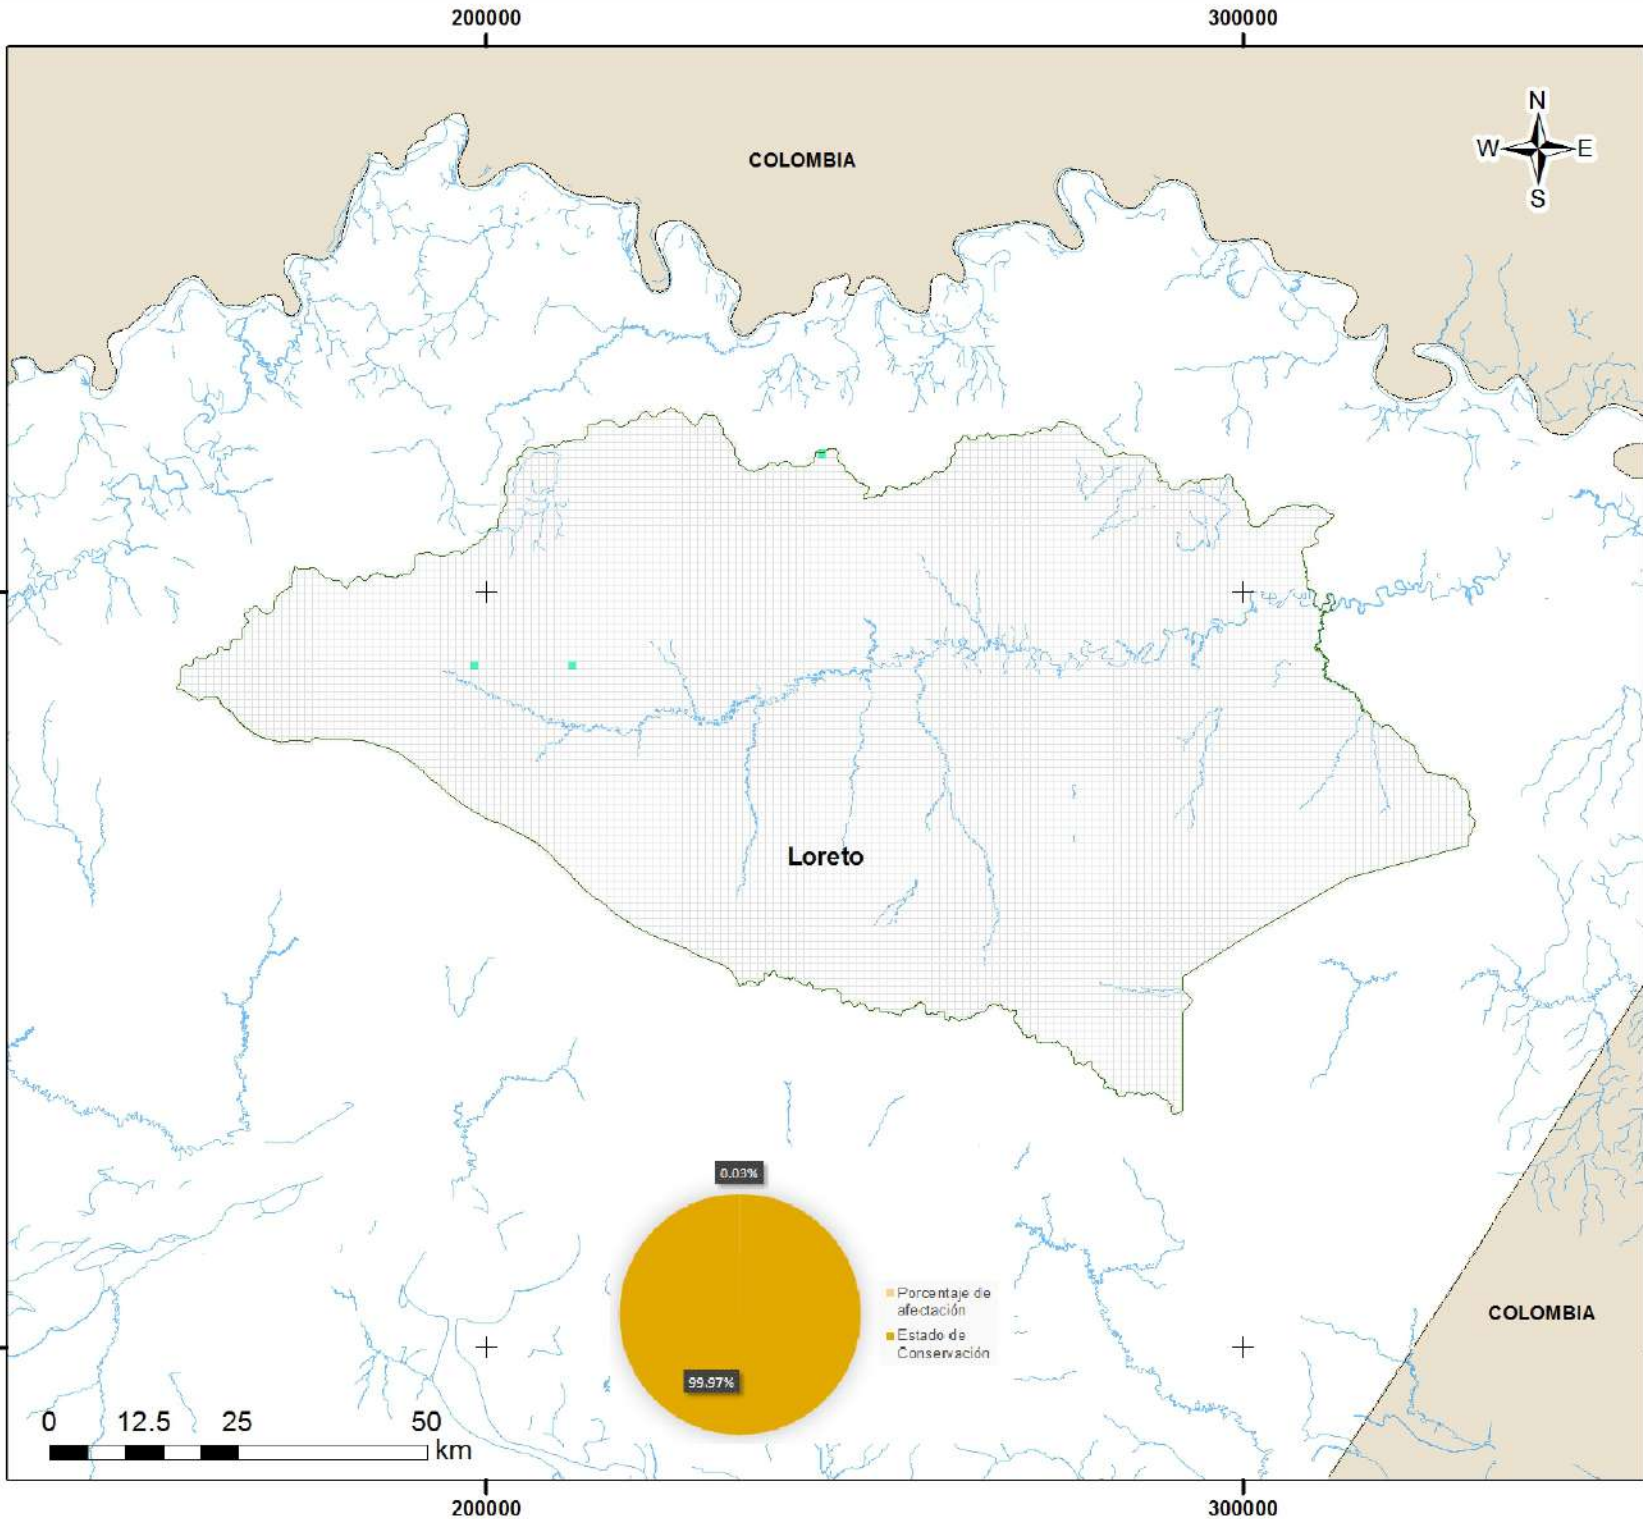 200000
300000
N
W
E
S
COLOMBIA
Loreto
0.03%
Porcentaje de
afectación
Estado de
Conservación
99.97%
COLOMBIA
0
12.5
25
50
km
200000
300000